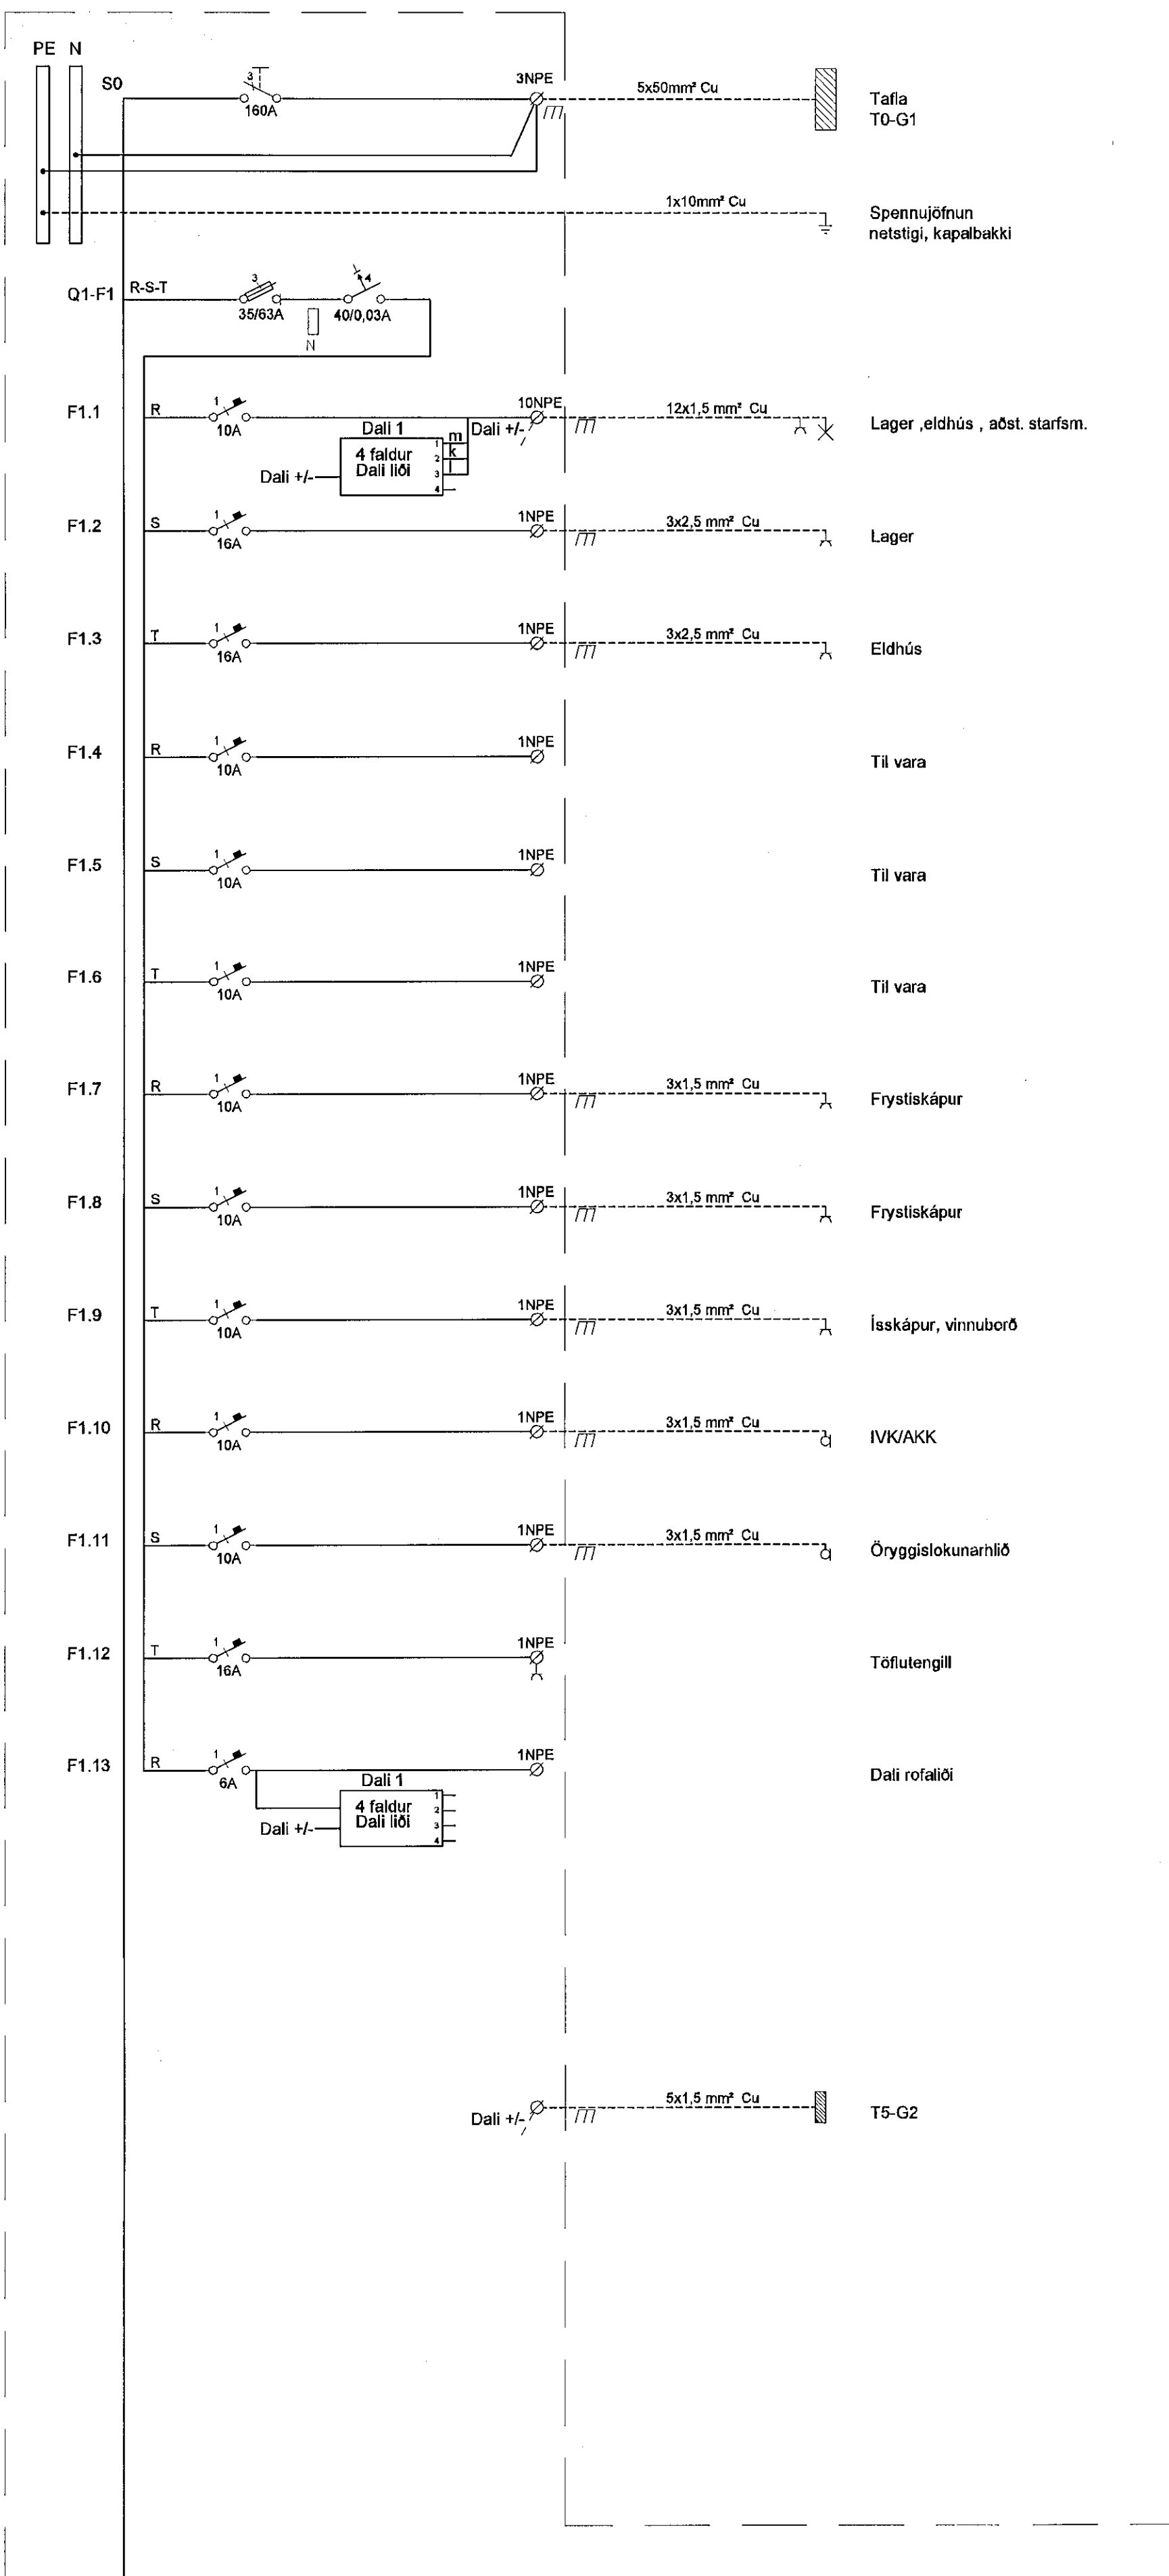 PE N
S0
3
160A
3NPE
5x50mm² Cu
Tafla
T0-G1
1x10mm² Cu
Spennujöfnun
netstigi, kapalbakki
Q1-F1
R-S-T
3
35/63A
N
4
40/0,03A
F1.1
R
1
10A
10NPE
12x1,5 mm² Cu
Lager ,eldhús , aðst. starfsm.
Dali 1
Dali +/-
4 faldur
Dali liði
Dali +/-
m
k
l
1
2
3
4
F1.2
S
1
16A
1NPE
3x2,5 mm² Cu
Lager
F1.3
T
1
16A
1NPE
3x2,5 mm² Cu
Eldhús
F1.4
R
1
10A
1NPE
Til vara
F1.5
S
1
10A
1NPE
Til vara
F1.6
T
1
10A
1NPE
Til vara
F1.7
R
1
10A
1NPE
3x1,5 mm² Cu
Frystiskápur
F1.8
S
1
10A
1NPE
3x1,5 mm² Cu
Frystiskápur
F1.9
T
1
10A
1NPE
3x1,5 mm² Cu
Ísskápur, vinnuborð
F1.10
R
1
10A
1NPE
3x1,5 mm² Cu
IVK/AKK
F1.11
S
1
10A
1NPE
3x1,5 mm² Cu
Öryggislokunarhlið
F1.12
T
1
16A
1NPE
Töflutengill
F1.13
R
1
6A
1NPE
Dali rofaliði
Dali 1
4 faldur
Dali liði
Dali +/-
1
2
3
4
Dali +/-
5x1,5 mm² Cu
T5-G2